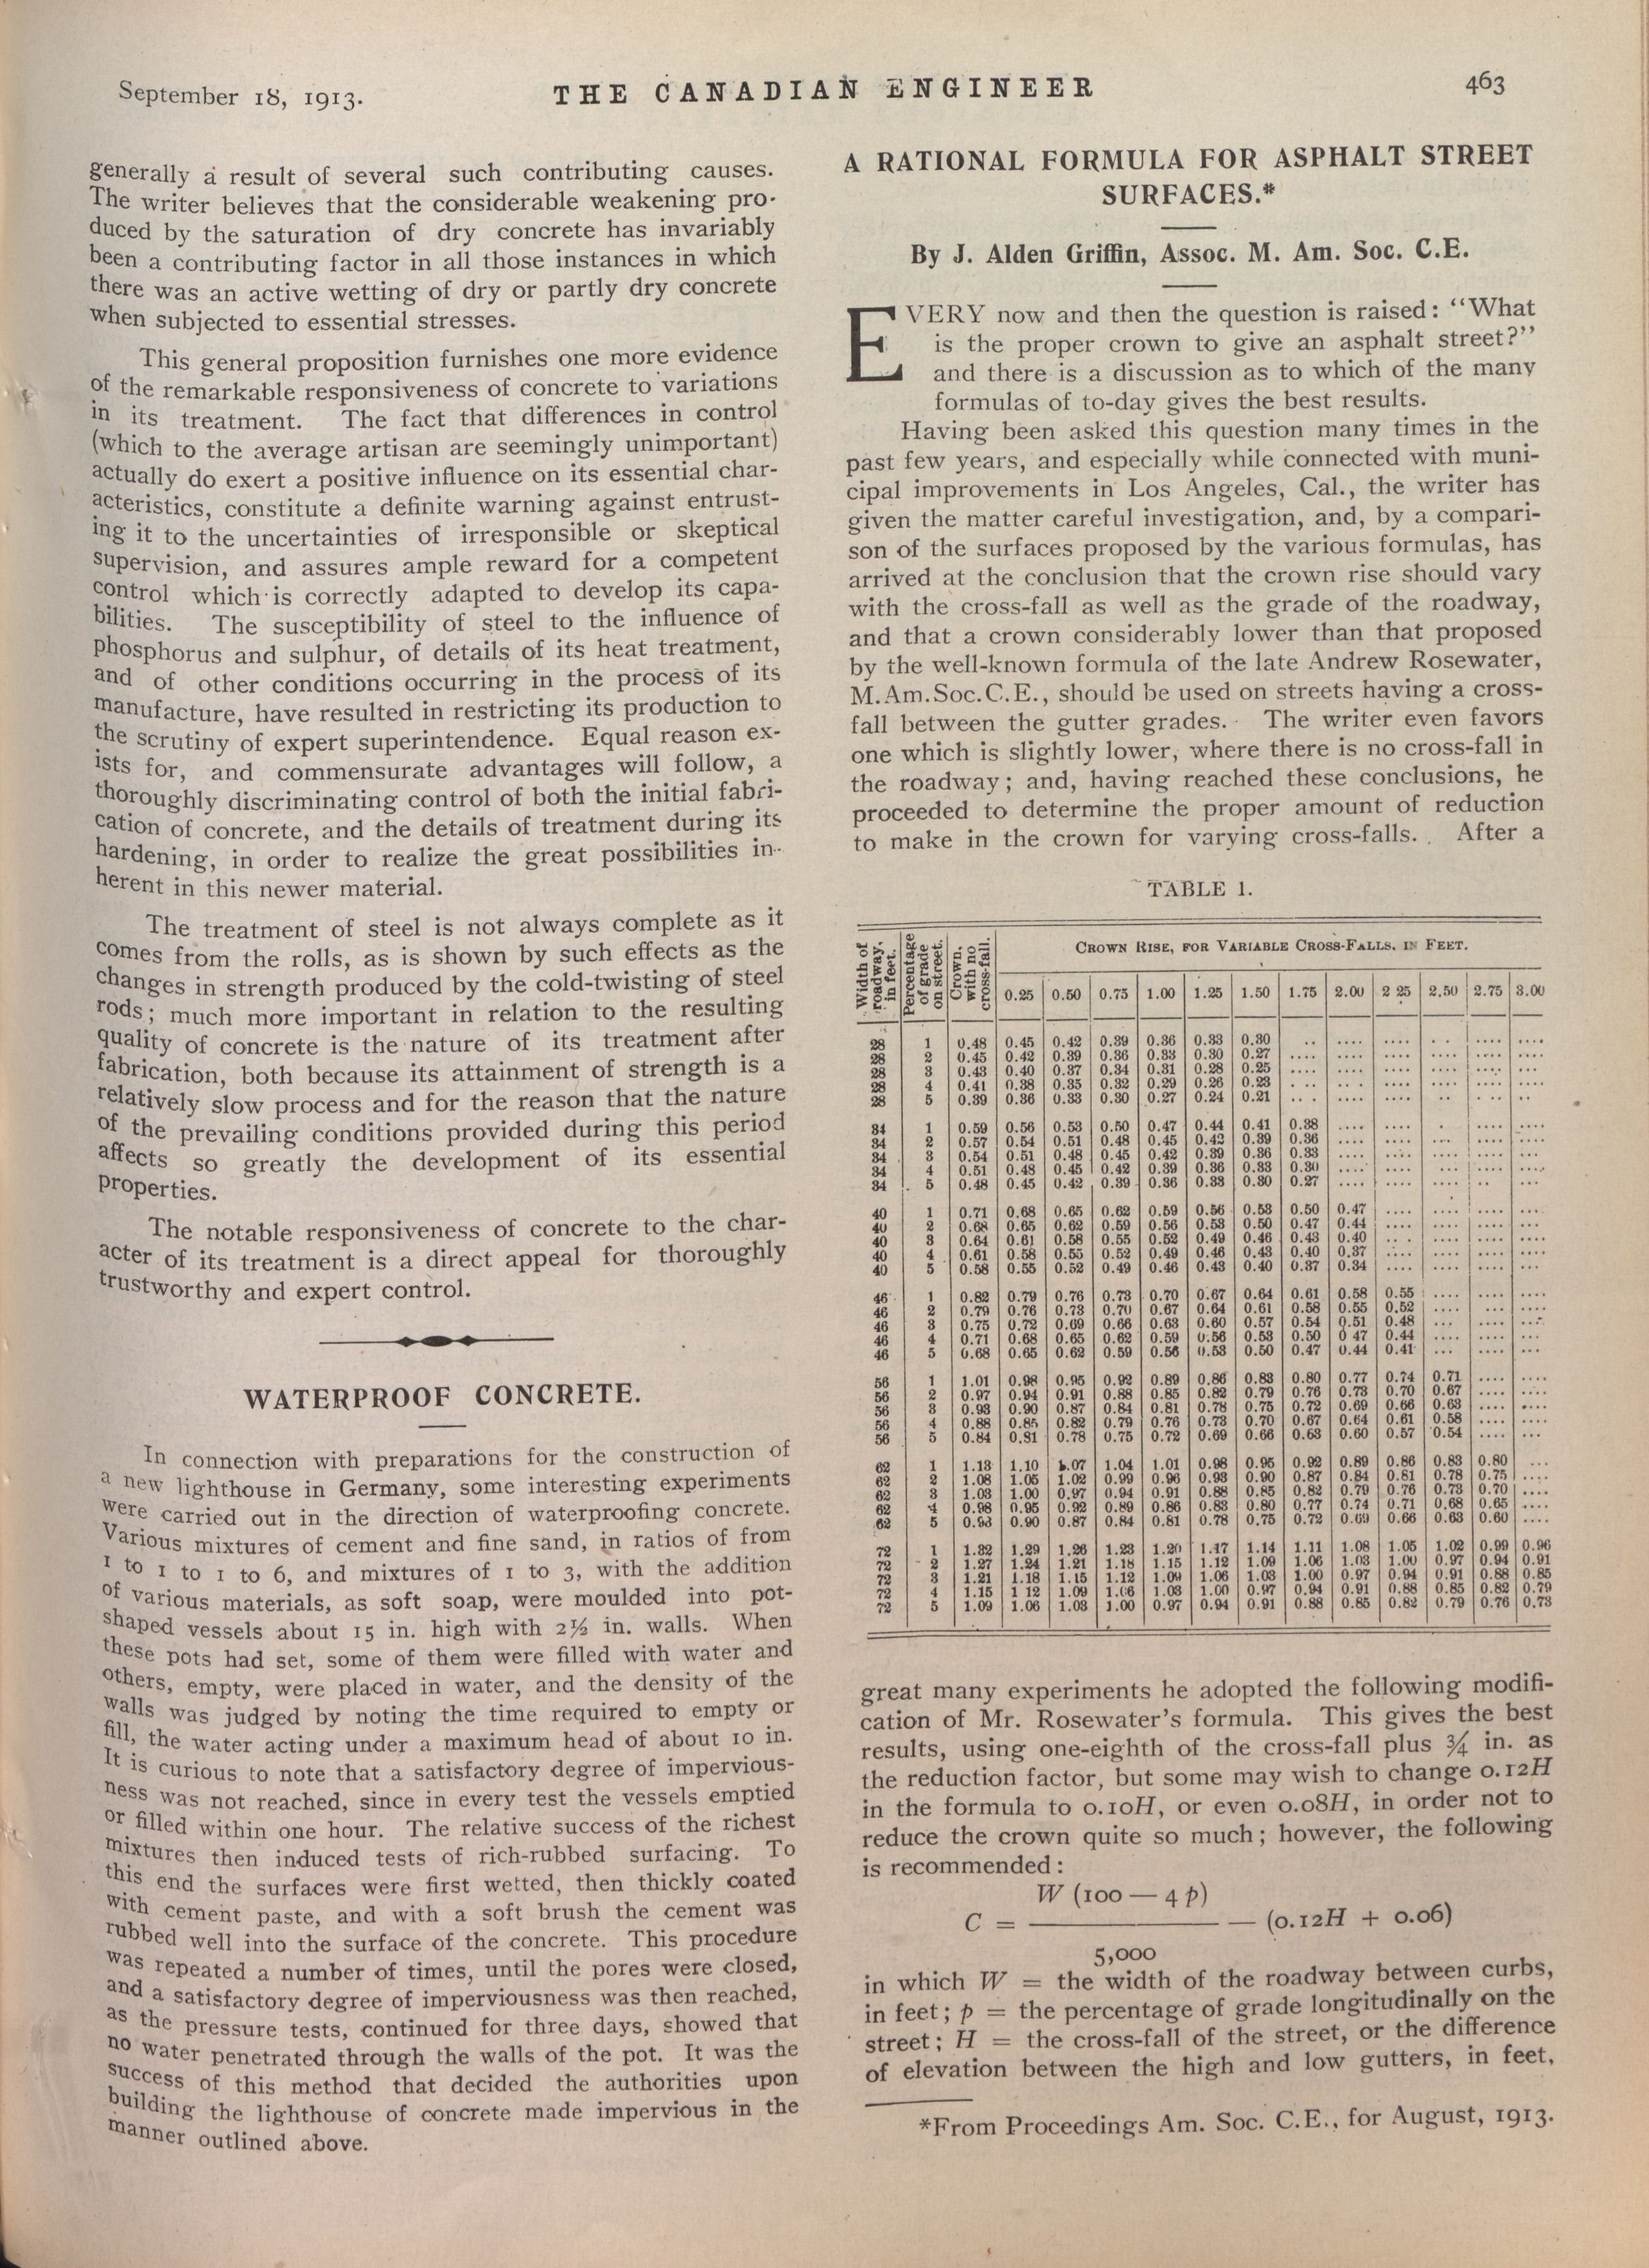 September 18, 1913.
THE CANADIAN ENGINEER
463
generally a result of several such contributing causes.
The writer believes that the considerable weakening pro-
duced by the saturation of dry concrete has invariably
been a contributing factor in all those instances in which
there was an active wetting of dry or partly dry concrete
when subjected to essential stresses.
This general proposition furnishes one more evidence
of the remarkable responsiveness of concrete to variations
in its treatment. The fact that differences in control
(which to the average artisan are seemingly unimportant)
actually do exert a positive influence on its essential char-
acteristics, constitute a definite warning against entrust-
ing it to the uncertainties of irresponsible or skeptical
supervision, and assures ample reward for a competent
control which is correctly adapted to develop its capa-
bilities. The susceptibility of steel to the influence of
phosphorus and sulphur, of details of its heat treatment,
and of other conditions occurring in the process of its
manufacture, have resulted in restricting its production to
the scrutiny of expert superintendence. Equal reason ex-
ists for, and commensurate advantages will follow, a
thoroughly discriminating control of both the initial fabri-
cation of concrete, and the details of treatment during its
hardening, in order to realize the great possibilities in-
herent in this newer material.
The treatment of steel is not always complete as it
comes from the rolls, as is shown by such effects as the
changes in strength produced by the cold-twisting of steel
rods; much more important in relation to the resulting
quality of concrete is the nature of its treatment after
fabrication, both because its attainment of strength is a
relatively slow process and for the reason that the nature
of the prevailing conditions provided during this period
affects so greatly the development of its essential
properties.
The notable responsiveness of concrete to the char-
acter of its treatment is a direct appeal for thoroughly
trustworthy and expert control.
WATERPROOF CONCRETE.
In connection with preparations for the construction of
a new lighthouse in Germany, some interesting experiments
were carried out in the direction of waterproofing concrete.
Various mixtures of cement and fine sand, in ratios of from
1 to 1 to 1 to 6, and mixtures of 1 to 3, with the addition
of various materials, as soft soap, were moulded into pot-
shaped vessels about 15 in. high with 2½ in. walls. When
these pots had set, some of them were filled with water and
others, empty, were placed in water, and the density of the
walls was judged by noting the time required to empty or
fill, the water acting under a maximum head of about 10 in.
It is curious to note that a satisfactory degree of impervious-
ness was not reached, since in every test the vessels emptied
or filled within one hour. The relative success of the richest
mixtures then induced tests of rich-rubbed surfacing. To
this end the surfaces were first wetted, then thickly coated
with cement paste, and with a soft brush the cement was
rubbed well into the surface of the concrete. This procedure
was repeated a number of times, until the pores were closed,
and a satisfactory degree of imperviousness was then reached,
as the pressure tests, continued for three days, showed that
no water penetrated through the walls of the pot. It was the
success of this method that decided the authorities upon
building the lighthouse of concrete made impervious in the
manner outlined above.
A RATIONAL FORMULA FOR ASPHALT STREET
SURFACES.*
By J. Alden Griffin, Assoc. M. Am. Soc. C.E.
EVERY now and then the question is raised: "What
is the proper crown to give an asphalt street?"
and there is a discussion as to which of the many
formulas of to-day gives the best results.
Having been asked this question many times in the
past few years, and especially while connected with muni-
cipal improvements in Los Angeles, Cal., the writer has
given the matter careful investigation, and, by a compari-
son of the surfaces proposed by the various formulas, has
arrived at the conclusion that the crown rise should vary
with the cross-fall as well as the grade of the roadway,
and that a crown considerably lower than that proposed
by the well-known formula of the late Andrew Rosewater,
M.Am.Soc.C.E., should be used on streets having a cross-
fall between the gutter grades. The writer even favors
one which is slightly lower, where there is no cross-fall in
the roadway; and, having reached these conclusions, he
proceeded to determine the proper amount of reduction
to make in the crown for varying cross-falls. After a
TABLE 1.
Width of roadway, in feet.
Percentage of grade on street.
Crown, with no cross-fall.
CROWN RISE, FOR VARIABLE CROSS-FALLS, IN FEET.
0.25 0.50 0.75 1.00 1.25 1.50 1.75 2.00 2 25 2.50 2.75 3.00
28 1 0.48 0.45 0.42 0.39 0.36 0.33 0.30 .. .... .... .. .... ....
28 2 0.45 0.42 0.39 0.36 0.33 0.30 0.27 .... .... .... .... .... ....
28 3 0.43 0.40 0.37 0.34 0.31 0.28 0.25 .... .... .... .... .... ....
28 4 0.41 0.38 0.35 0.32 0.29 0.26 0.23 ... ... .... .... .... ....
28 5 0.39 0.36 0.33 0.30 0.27 0.24 0.21 ... .... .... .. ... ..
34 1 0.59 0.56 0.53 0.50 0.47 0.44 0.41 0.38 .... .... . .... ....
34 2 0.57 0.54 0.51 0.48 0.45 0.42 0.39 0.36 .... .... ... .... ...
34 3 0.54 0.51 0.48 0.45 0.42 0.39 0.36 0.33 .... .... .... .... ...
34 4 0.51 0.48 0.45 0.42 0.39 0.36 0.33 0.30 .... .... ... .... ....
34 5 0.48 0.45 0.42 0.39 0.36 0.33 0.30 0.27 .... .... .... .. ...
40 1 0.71 0.68 0.65 0.62 0.59 0.56 0.53 0.50 0.47 .... .... .... ...
40 2 0.68 0.65 0.62 0.59 0.56 0.53 0.50 0.47 0.44 .... .... .... ...
40 3 0.64 0.61 0.58 0.55 0.52 0.49 0.46 0.43 0.40 ... .... .... ...
40 4 0.61 0.58 0.55 0.52 0.49 0.46 0.43 0.40 0.37 .... .... .... ...
40 5 0.58 0.55 0.52 0.49 0.46 0.43 0.40 0.37 0.34 .... .... .... ...
46 1 0.82 0.79 0.76 0.73 0.70 0.67 0.64 0.61 0.58 0.55 .... .... ....
46 2 0.79 0.76 0.73 0.70 0.67 0.64 0.61 0.58 0.55 0.52 .... ... ....
46 3 0.75 0.72 0.69 0.66 0.63 0.60 0.57 0.54 0.51 0.48 ... .... ...
46 4 0.71 0.68 0.65 0.62 0.59 0.56 0.53 0.50 0 47 0.44 .... .... ...
46 5 0.68 0.65 0.62 0.59 0.56 0.53 0.50 0.47 0.44 0.41 ... .... ...
56 1 1.01 0.98 0.95 0.92 0.89 0.86 0.83 0.80 0.77 0.74 0.71 .... ....
56 2 0.97 0.94 0.91 0.88 0.85 0.82 0.79 0.76 0.73 0.70 0.67 .... ....
56 3 0.93 0.90 0.87 0.84 0.81 0.78 0.75 0.72 0.69 0.66 0.63 .... ....
56 4 0.88 0.85 0.82 0.79 0.76 0.73 0.70 0.67 0.64 0.61 0.58 .... ....
56 5 0.84 0.81 0.78 0.75 0.72 0.69 0.66 0.63 0.60 0.57 0.54 .... ...
62 1 1.13 1.10 1.07 1.04 1.01 0.98 0.95 0.92 0.89 0.86 0.83 0.80 ...
62 2 1.08 1.05 1.02 0.99 0.96 0.93 0.90 0.87 0.84 0.81 0.78 0.75 ....
62 3 1.03 1.00 0.97 0.94 0.91 0.88 0.85 0.82 0.79 0.76 0.73 0.70 ....
62 4 0.98 0.95 0.92 0.89 0.86 0.83 0.80 0.77 0.74 0.71 0.68 0.65 ....
62 5 0.93 0.90 0.87 0.84 0.81 0.78 0.75 0.72 0.69 0.66 0.63 0.60 ....
72 1 1.32 1.29 1.26 1.23 1.20 1.17 1.14 1.11 1.08 1.05 1.02 0.99 0.96
72 2 1.27 1.24 1.21 1.18 1.15 1.12 1.09 1.06 1.03 1.00 0.97 0.94 0.91
72 3 1.21 1.18 1.15 1.12 1.09 1.06 1.03 1.00 0.97 0.94 0.91 0.88 0.85
72 4 1.15 1 12 1.09 1.06 1.03 1.00 0.97 0.94 0.91 0.88 0.85 0.82 0.79
72 5 1.09 1.06 1.03 1.00 0.97 0.94 0.91 0.88 0.85 0.82 0.79 0.76 0.73
great many experiments he adopted the following modifi-
cation of Mr. Rosewater's formula. This gives the best
results, using one-eighth of the cross-fall plus ¾ in. as
the reduction factor, but some may wish to change 0.12H
in the formula to 0.10H, or even 0.08H, in order not to
reduce the crown quite so much; however, the following
is recommended:
W (100 — 4 p)
C = ——— — (0.12H + 0.06)
5,000
in which W = the width of the roadway between curbs,
in feet; p = the percentage of grade longitudinally on the
street; H = the cross-fall of the street, or the difference
of elevation between the high and low gutters, in feet,
*From Proceedings Am. Soc. C.E., for August, 1913.